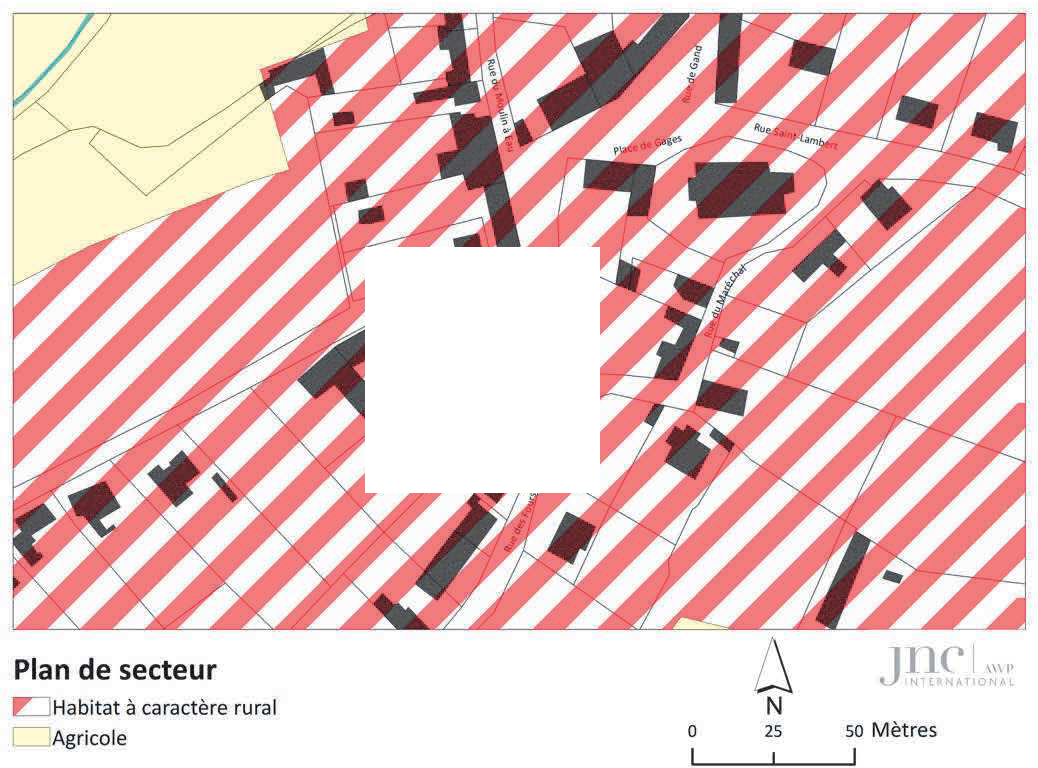 Rue du Moulin à Eau
Rue de Gand
Place de Gages
Rue Saint-Lambert
Rue du Maréchal
Rue des Fours
Plan de secteur
Habitat à caractère rural
Agricole
N
0 25 50 Mètres
jnc AWP
INTERNATIONAL